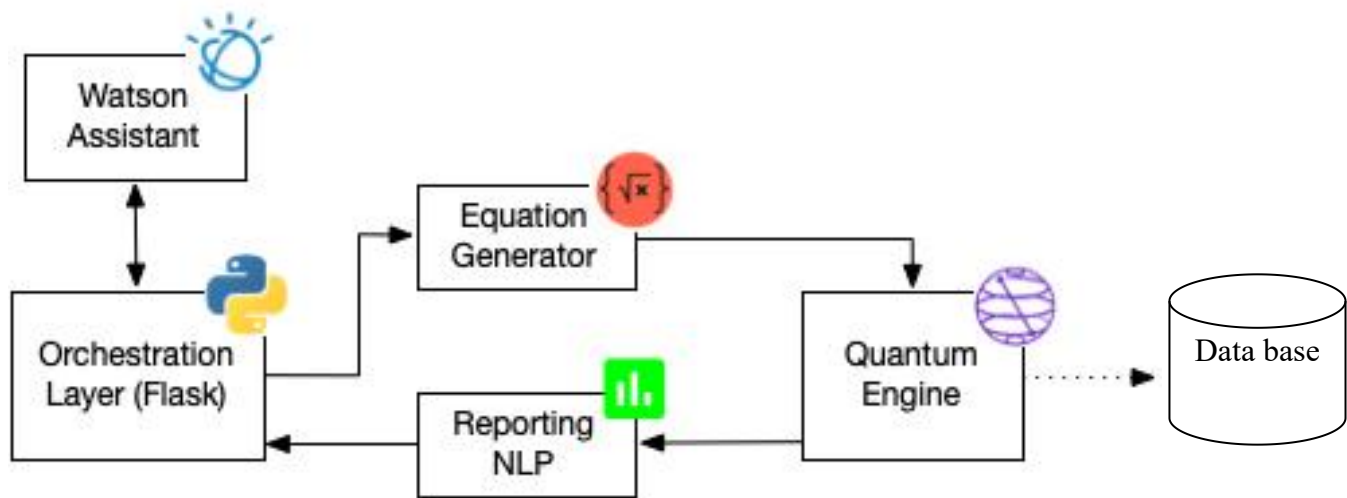 Watson
Assistant
{√x}
Equation
Generator
Orchestration
Layer (Flask)
Reporting
NLP
Quantum
Engine
Data base